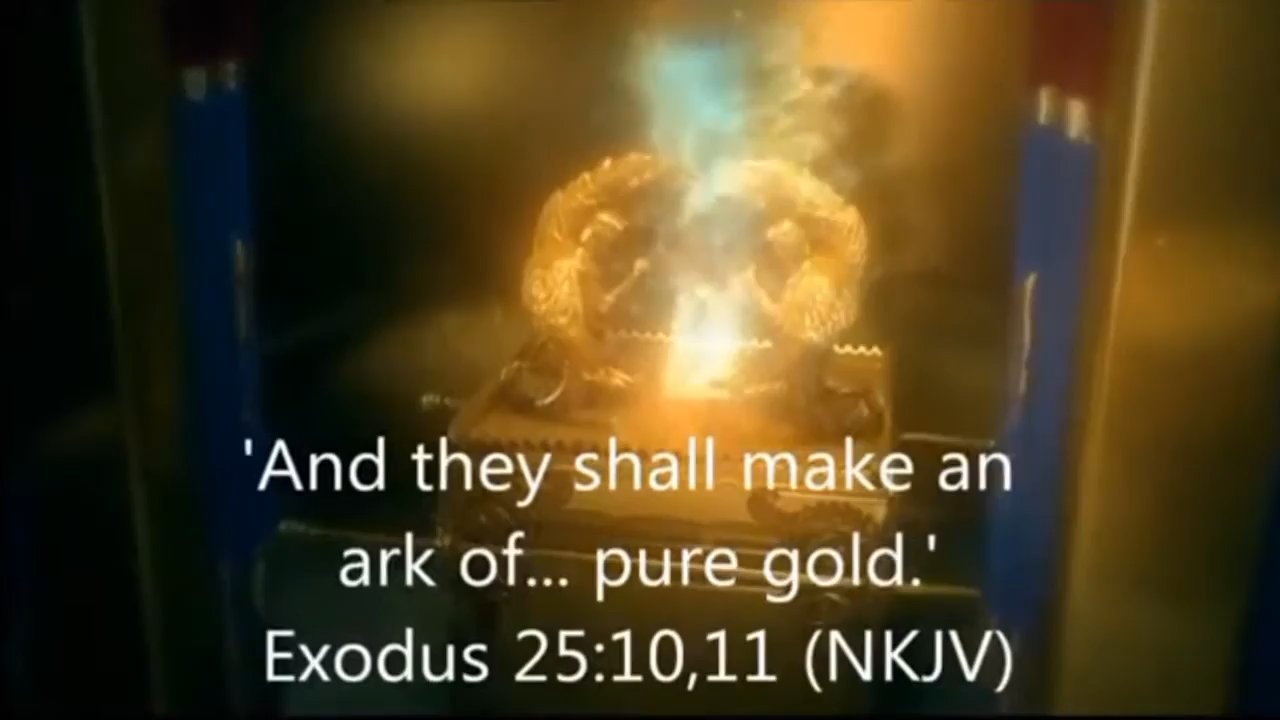 'And they shall make an
ark of... pure gold.'
Exodus 25:10,11 (NKJV)